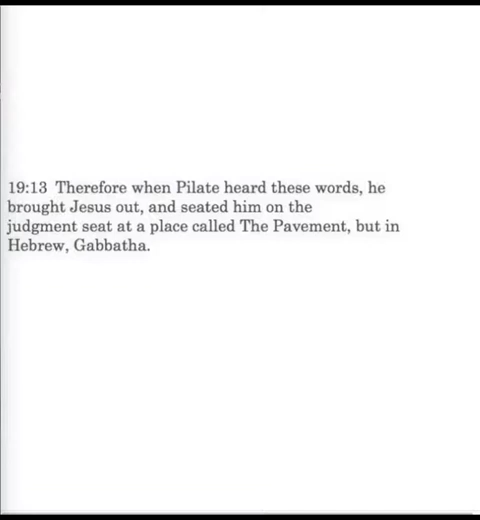 19:13 Therefore when Pilate heard these words, he
brought Jesus out, and seated him on the
judgment seat at a place called The Pavement, but in
Hebrew, Gabbatha.